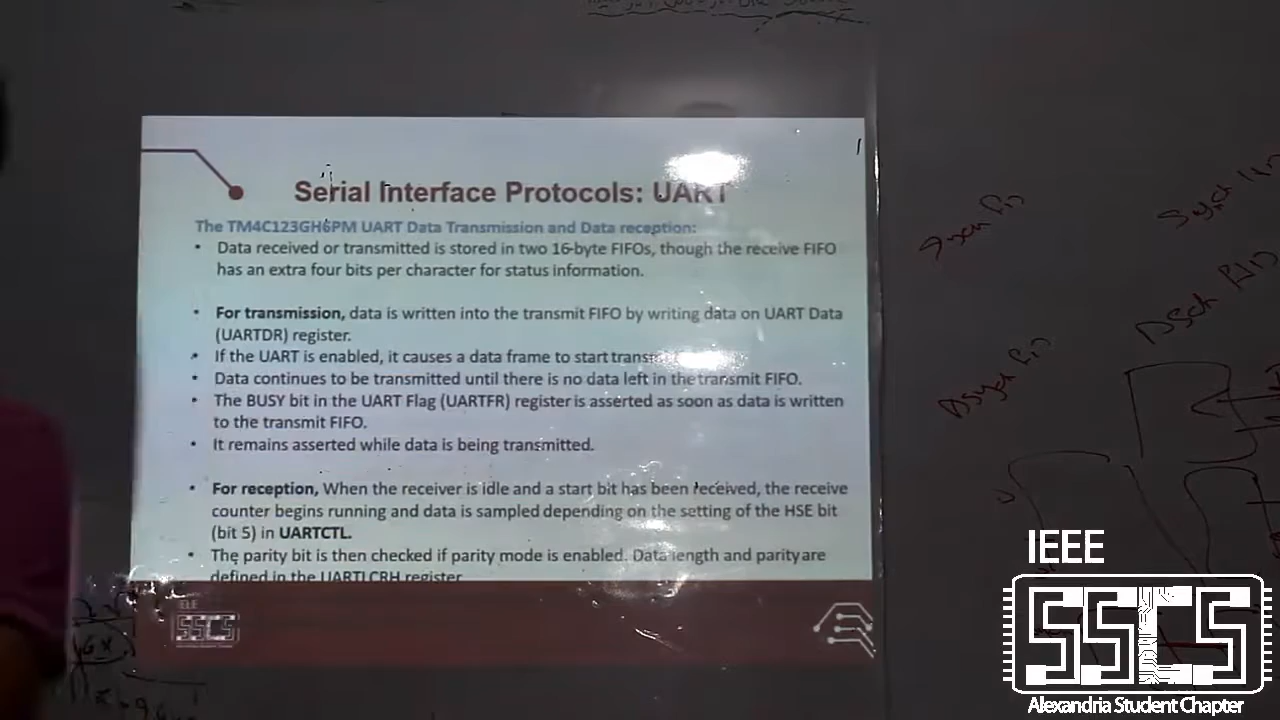 Serial Interface Protocols: UART
The TM4C123GH6PM UART Data Transmission and Data reception:
• Data received or transmitted is stored in two 16-byte FIFOs, though the receive FIFO
has an extra four bits per character for status information.
• For transmission, data is written into the transmit FIFO by writing data on UART Data
(UARTDR) register.
• If the UART is enabled, it causes a data frame to start
• Data continues to be transmitted until there is no data left in the transmit FIFO.
• The BUSY bit in the UART Flag (UARTFR) register is asserted as soon as data is written
to the transmit FIFO.
• It remains asserted while data is being transmitted.
• For reception, When the receiver is idle and a start bit has been received, the receive
counter begins running and data is sampled depending on the setting of the HSE bit
(bit 5) in UARTCTL.
• The parity bit is then checked if parity mode is enabled. Data length and parity are
defined in the UARTLCRH register
SSCS
IEEE
SSCS
Alexandria Student Chapter